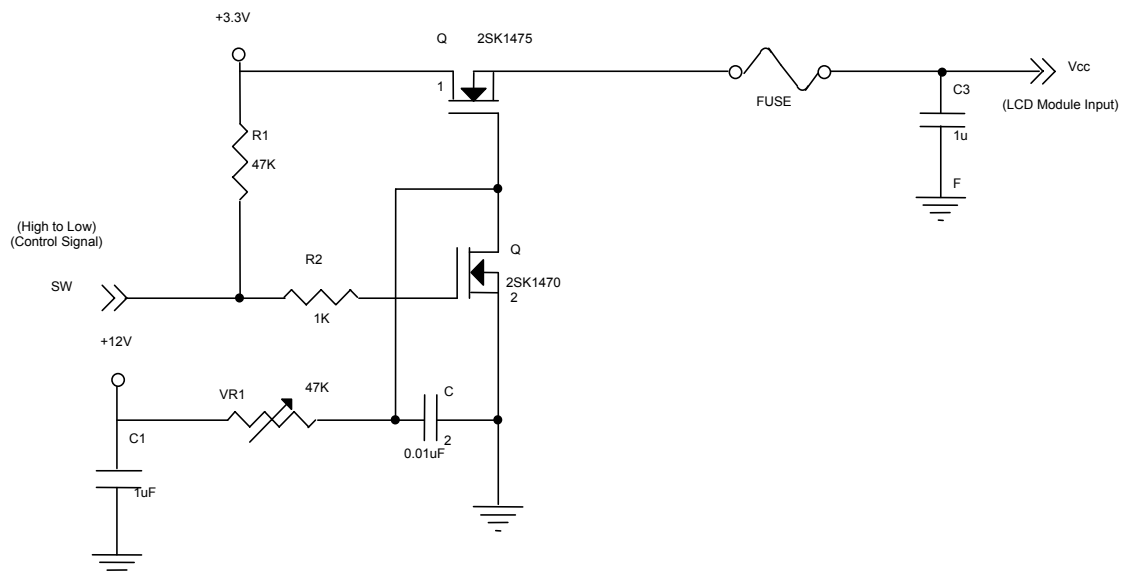 +3.3V
Q 2SK1475
1
FUSE
Vcc
(LCD Module Input)
C3
1u
F
R1
47K
(High to Low)
(Control Signal)
SW
R2
1K
Q
2SK1470
2
+12V
VR1 47K
C
2
0.01uF
C1
1uF